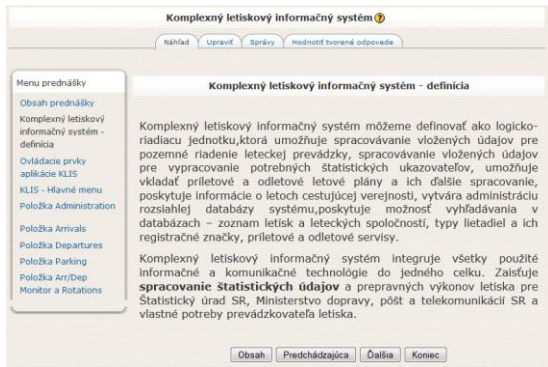 Komplexný letiskový informačný systém
Náhľad Upraviť Správy Hodnotiť tvorené odpovede
Menu prednášky
Obsah prednášky
Komplexný letiskový
informačný systém -
definícia
Ovládacie prvky
aplikácie KLIS
KLIS - Hlavné menu
Položka Administration
Položka Arrivals
Položka Departures
Položka Parking
Položka Arr/Dep
Monitor a Rotations
Komplexný letiskový informačný systém - definícia
Komplexný letiskový informačný systém môžeme definovať ako logicko-
riadiacu jednotku,ktorá umožňuje spracovávanie vložených údajov pre
pozemné riadenie leteckej prevádzky, spracovávanie vložených údajov
pre vypracovanie potrebných štatistických ukazovateľov, umožňuje
vkladať príletové a odletové letové plány a ich ďalšie spracovanie,
poskytuje informácie o letoch cestujúcej verejnosti, vytvára administráciu
rozsiahlej databázy systému,poskytuje možnosť vyhľadávania v
databázach – zoznam letísk a leteckých spoločností, typy lietadiel a ich
registračné značky, príletové a odletové servisy.
Komplexný letiskový informačný systém integruje všetky použité
informačné a komunikačné technológie do jedného celku. Zaisťuje
spracovanie štatistických údajov a prepravných výkonov letiska pre
Štatistický úrad SR, Ministerstvo dopravy, pôšt a telekomunikácií SR a
vlastné potreby prevádzkovateľa letiska.
Obsah Predchádzajúca Ďalšia Koniec